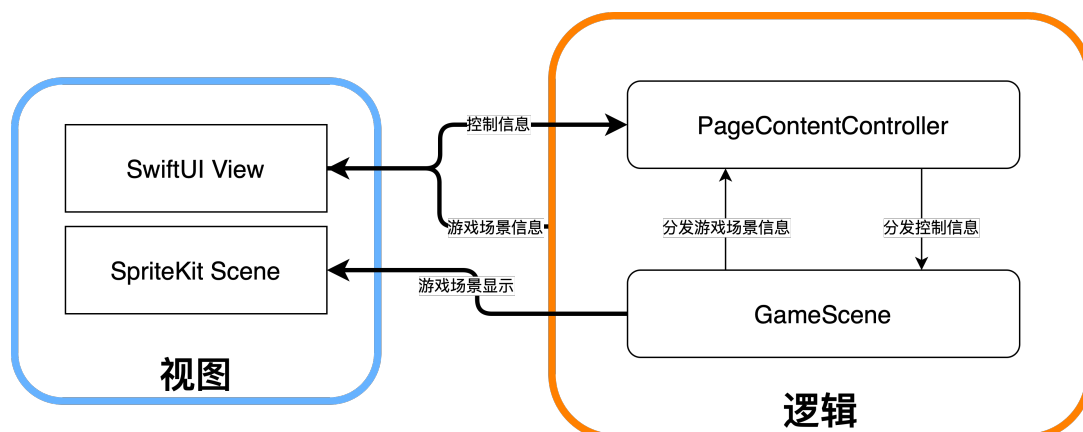 控制信息
PageContentController
SwiftUI View
游戏场景信息
分发游戏场景信息
分发控制信息
SpriteKit Scene
游戏场景显示
GameScene
视图
逻辑